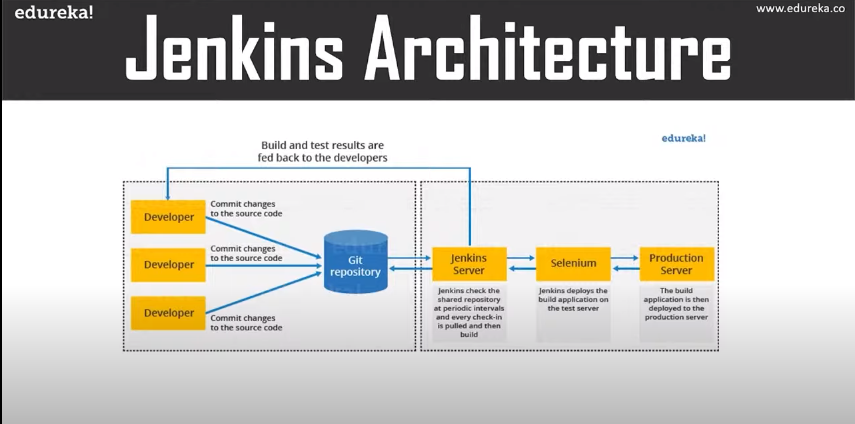 edureka!
www.edureka.co
Jenkins Architecture
edureka!
Build and test results are
fed back to the developers
Developer
Commit changes
to the source code
Developer
Commit changes
to the source code
Developer
Commit changes
to the source code
Git
repository
Jenkins
Server
Selenium
Production
Server
Jenkins check the
shared repository
at periodic intervals
and every check-in
is pulled and then
build
Jenkins deploys the
build application on
the test server
The build
application is then
deployed to the
production server